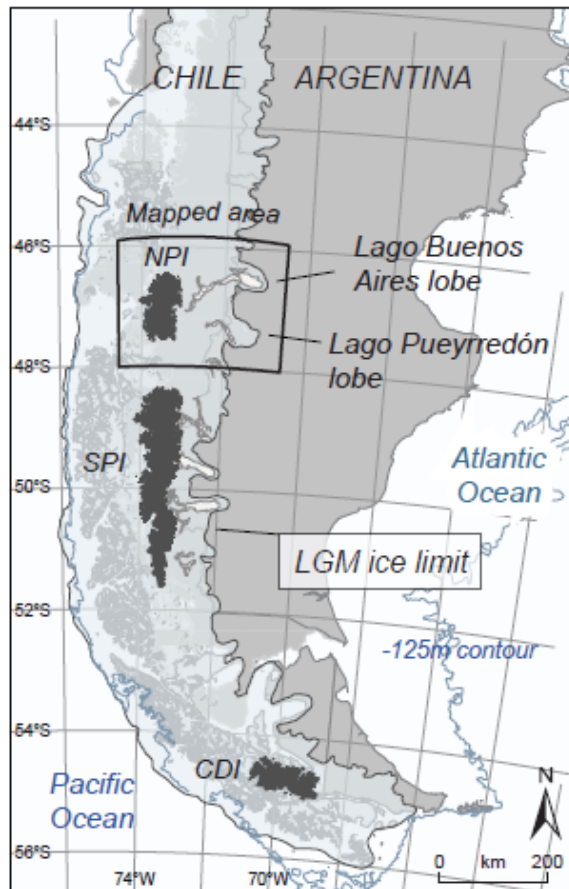 CHILE ARGENTINA
44°S
Mapped area
46°S
NPI
Lago Buenos
Aires lobe
Lago Pueyrredón
lobe
48°S
SPI
50°S
Atlantic
Ocean
LGM ice limit
52°S
-125m contour
54°S
CDI
Pacific
Ocean
N
56°S
74°W
70°W
0 km 200